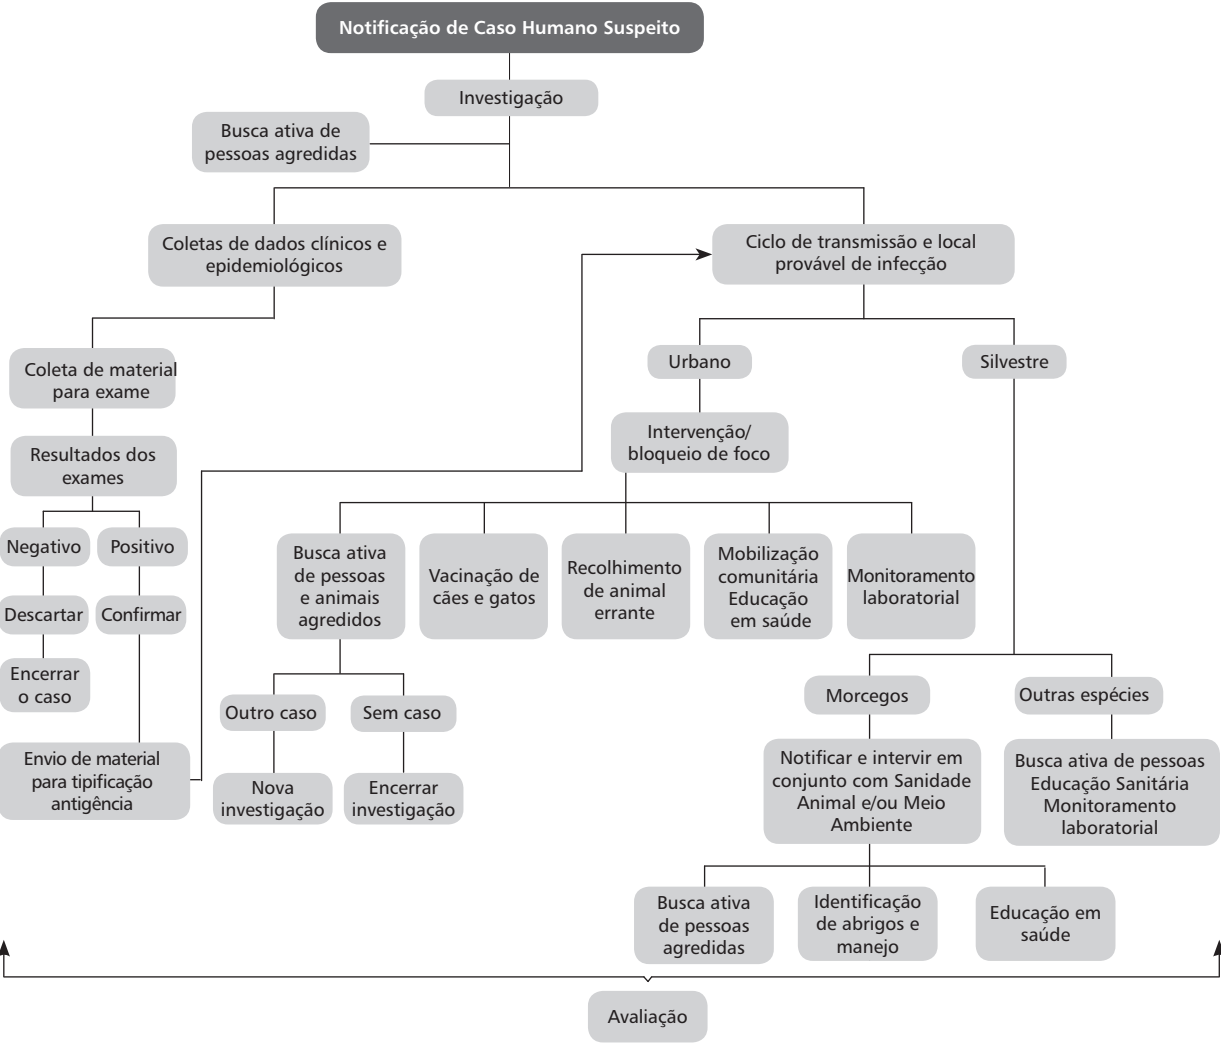 Notificação de Caso Humano Suspeito
Investigação
Busca ativa de
pessoas agredidas
Coletas de dados clínicos e
epidemiológicos
Ciclo de transmissão e local
provável de infecção
Coleta de material
para exame
Urbano
Silvestre
Resultados dos
exames
Intervenção/
bloqueio de foco
Negativo
Positivo
Descartar
Confirmar
Encerrar
o caso
Envio de material
para tipificação
antigência
Busca ativa
de pessoas
e animais
agredidos
Vacinação de
cães e gatos
Recolhimento
de animal
errante
Mobilização
comunitária
Educação
em saúde
Monitoramento
laboratorial
Outro caso
Sem caso
Nova
investigação
Encerrar
investigação
Morcegos
Outras espécies
Notificar e intervir em
conjunto com Sanidade
Animal e/ou Meio
Ambiente
Busca ativa de pessoas
Educação Sanitária
Monitoramento
laboratorial
Busca ativa
de pessoas
agredidas
Identificação
de abrigos e
manejo
Educação em
saúde
Avaliação